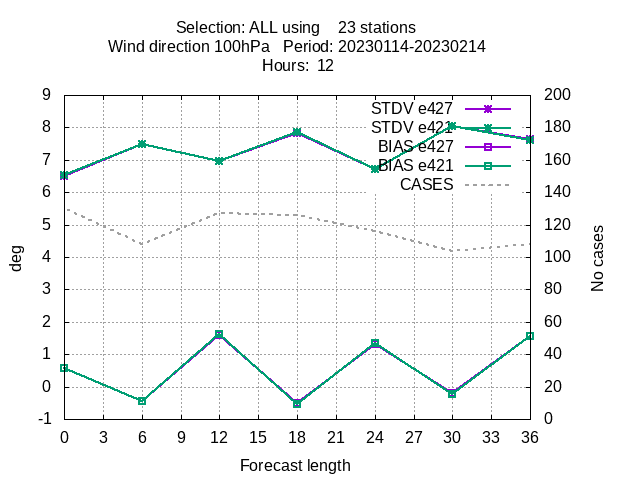 Selection: ALL using    23 stations
Wind direction 100hPa   Period: 20230114-20230214
Hours:  12
9 200
8 180
7 160
6 140
5 120
4 100
3 80
2 60
1 40
0 20
-1 0
STDV e427
STDV e421
BIAS e427
BIAS e421
CASES
deg
No cases
0 3 6 9 12 15 18 21 24 27 30 33 36
Forecast length